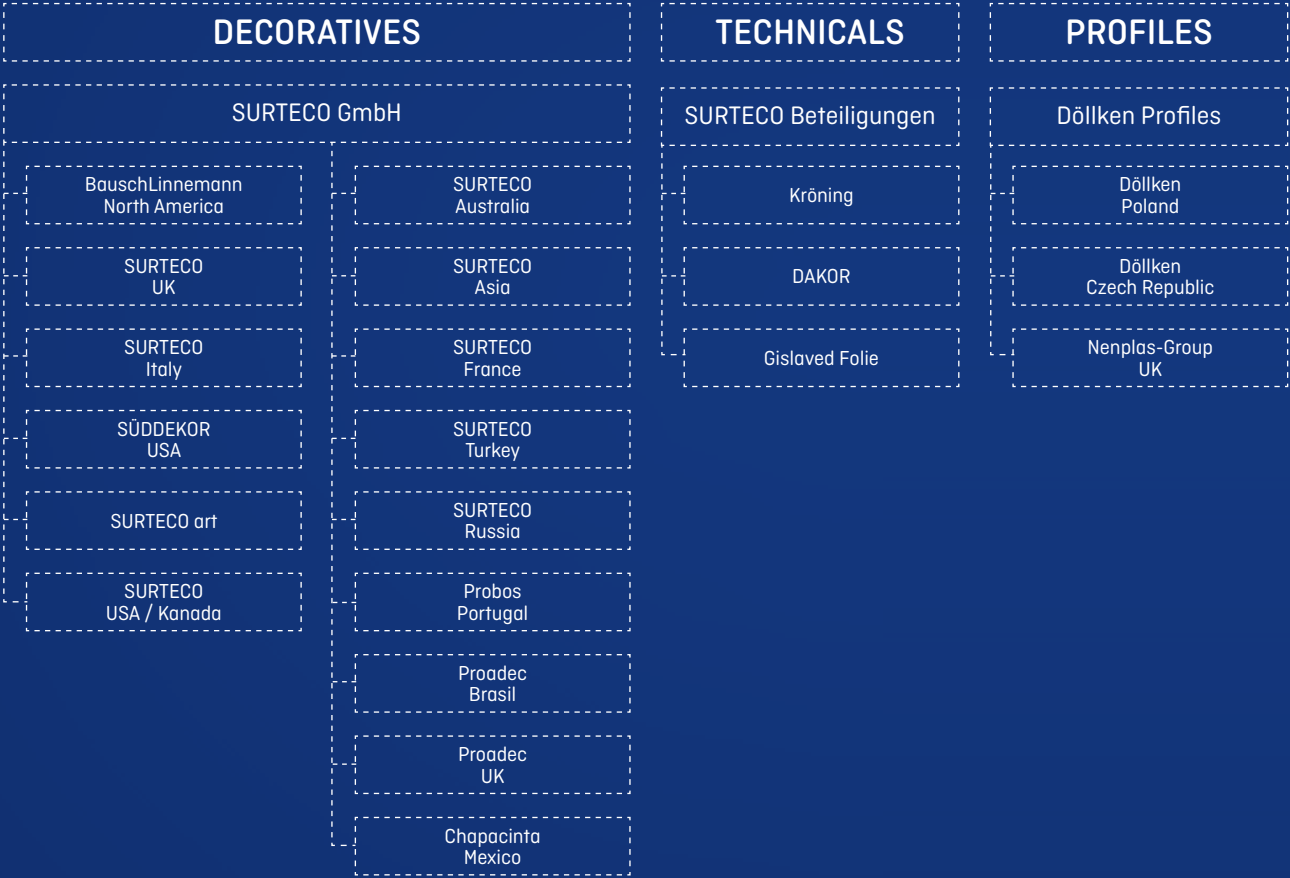 DECORATIVES
SURTECO GmbH
BauschLinnemann
North America
SURTECO
UK
SURTECO
Italy
SÜDDEKOR
USA
SURTECO art
SURTECO
USA / Kanada
SURTECO
Australia
SURTECO
Asia
SURTECO
France
SURTECO
Turkey
SURTECO
Russia
Probos
Portugal
Proadec
Brasil
Proadec
UK
Chapacinta
Mexico
TECHNICALS
SURTECO Beteiligungen
Kröning
DAKOR
Gislaved Folie
PROFILES
Döllken Profiles
Döllken
Poland
Döllken
Czech Republic
Nenplas-Group
UK